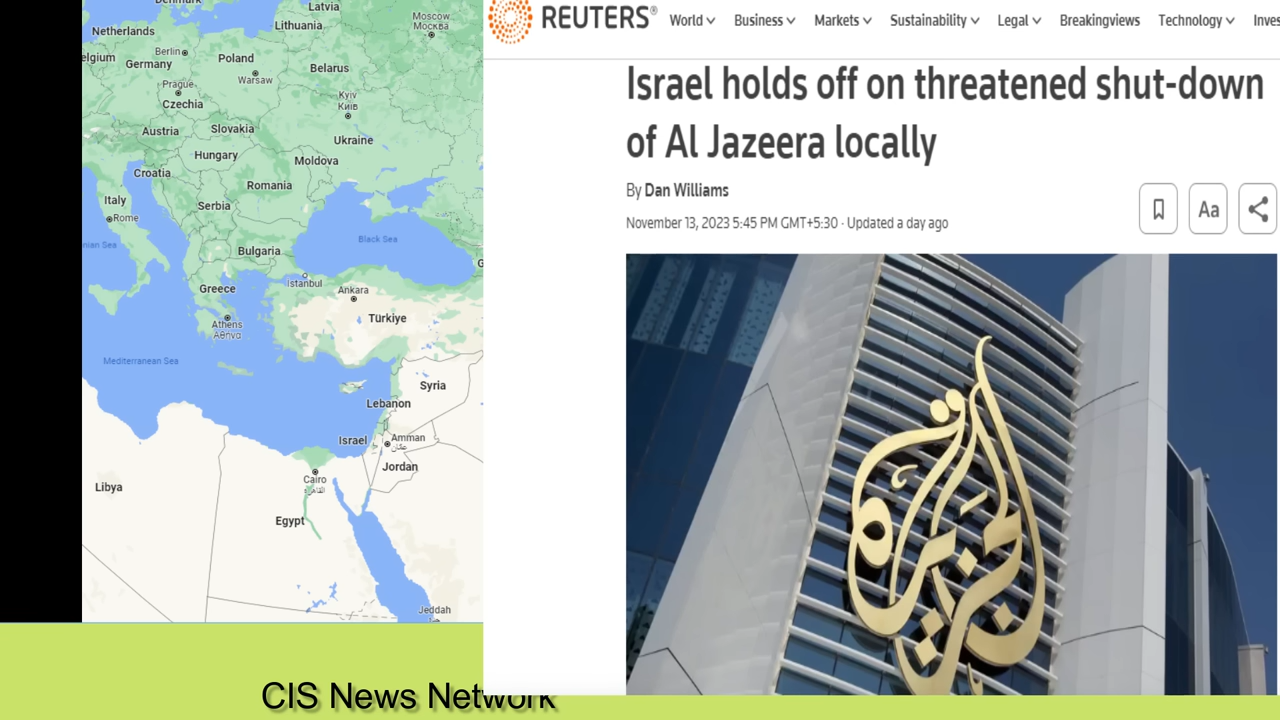 Denmark
Latvia
Moscow
Москва
Lithuania
Netherlands
Berlin
Poland
Belarus
elgium
Germany
Warsaw
Prague
Kyiv
Київ
Czechia
Austria
Slovakia
Ukraine
Hungary
Moldova
Croatia
Romania
Italy
Serbia
Rome
nian Sea
Black Sea
Bulgaria
G
Istanbul
Greece
Ankara
Türkiye
Athens
Αθήνα
Mediterranean Sea
Syria
Lebanon
Israel
Amman
عمّان
Jordan
Cairo
القاهرة
Libya
Egypt
Jeddah
REUTERS®
World Business Markets Sustainability Legal Breakingviews Technology Inves
Israel holds off on threatened shut-down
of Al Jazeera locally
By Dan Williams
November 13, 2023 5:45 PM GMT+5:30 · Updated a day ago
Aa
الجزيرة
CIS News Network